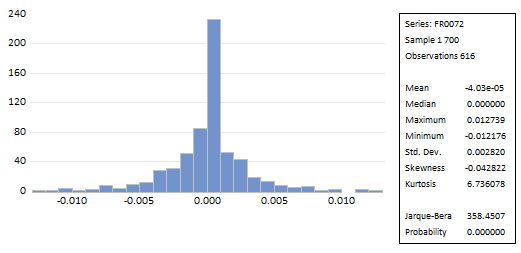 240
200
160
120
80
40
0
-0.010 -0.005 0.000 0.005 0.010
Series: FR0072
Sample 1 700
Observations 616
Mean -4.03e-05
Median 0.000000
Maximum 0.012739
Minimum -0.012176
Std. Dev. 0.002820
Skewness -0.042822
Kurtosis 6.736078
Jarque-Bera 358.4507
Probability 0.000000